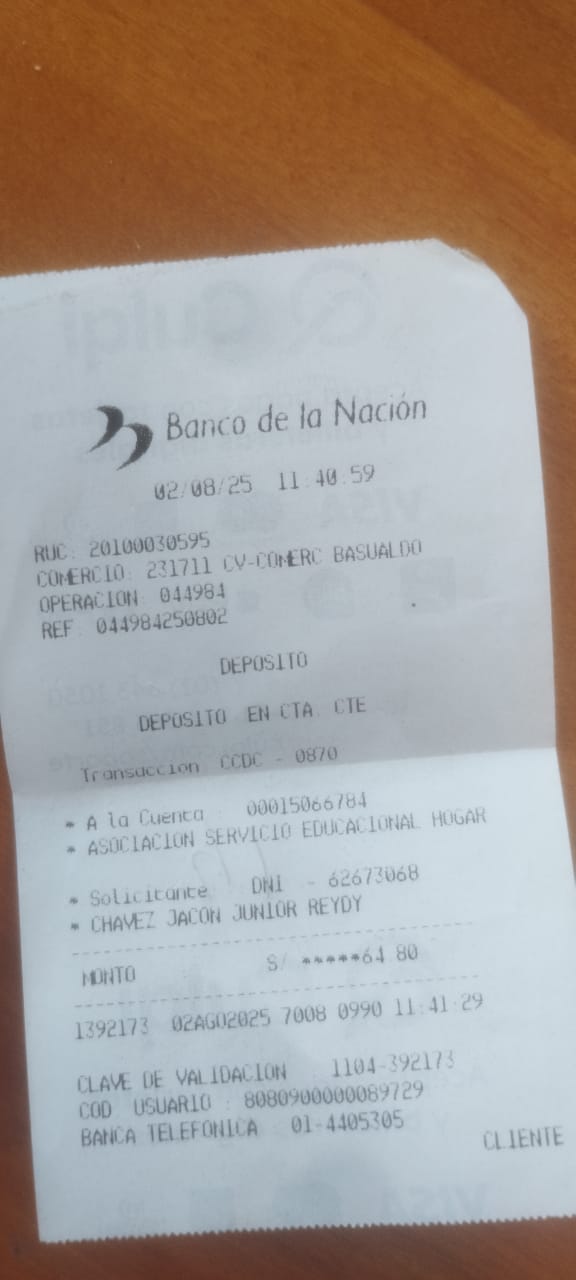 Banco de la Nación
02/08/25 11:40:59
RUC: 20100030595
COMERCIO: 231711 CV-COMERC BASUALDO
OPERACION: 044984
REF: 044984250802
DEPOSITO
DEPOSITO EN CTA. CTE
Transaccion CCDC - 0870
* A la Cuenta : 00015066784
* ASOCIACION SERVICIO EDUCACIONAL HOGAR
* Solicitante: DNI - 62673068
* CHAVEZ JACON JUNIOR REYDY
MONTO S/ *****64.80
1392173 02AGO2025 7008 0990 11:41:29
CLAVE DE VALIDACION : 1104-392173
COD. USUARIO : 8080900000089729
BANCA TELEFONICA : 01-4405305
CLIENTE